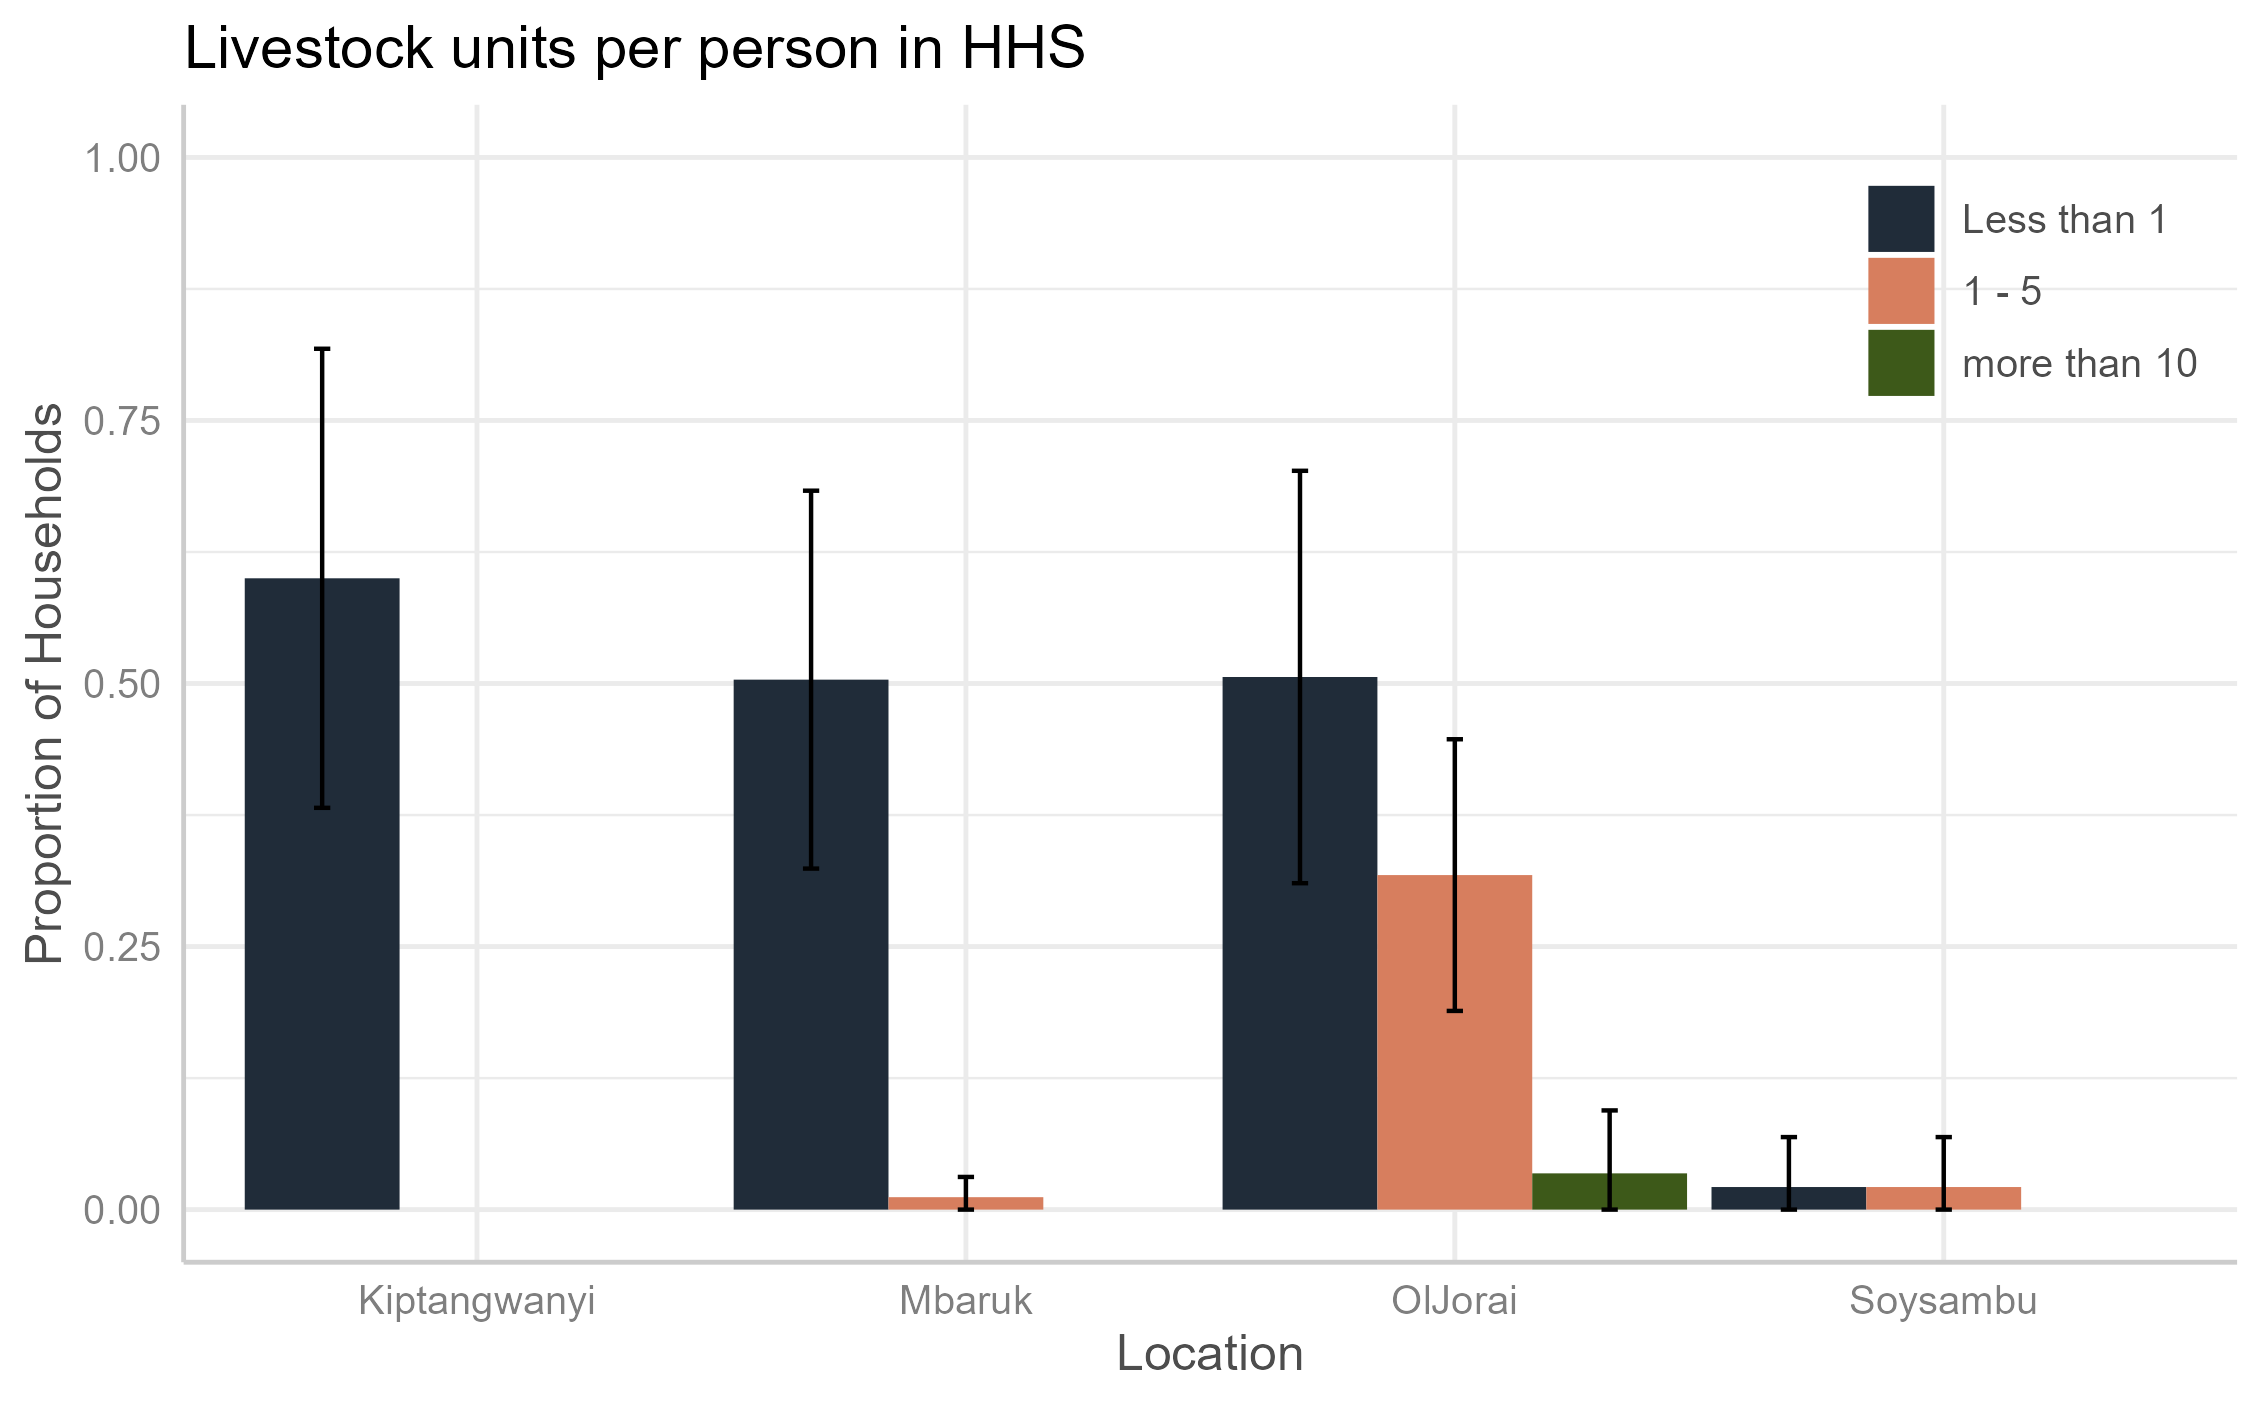 Livestock units per person in HHS
1.00
0.75
0.50
0.25
0.00
Proportion of Households
Less than 1
1 - 5
more than 10
Kiptangwanyi
Mbaruk
OlJorai
Soysambu
Location